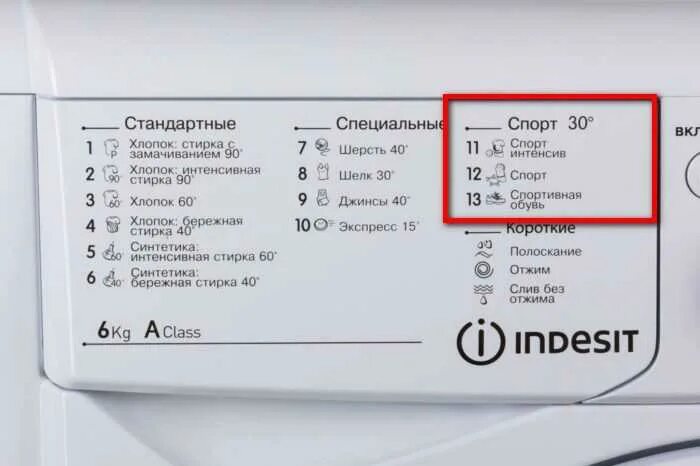 Стандартные
1 Хлопок: стирка с
замачиванием 90°
2 Хлопок: интенсивная
стирка 90°
3 Хлопок 60°
4 Хлопок: бережная
стирка 40°
5 Синтетика:
интенсивная стирка 60°
6 Синтетика:
бережная стирка 40°
6Kg A Class
Специальные
7 Шерсть 40°
8 Шелк 30°
9 Джинсы 40°
10 Экспресс 15'
Спорт 30°
11 Спорт
интенсив
12 Спорт
13 Спортивная
обувь
Короткие
Полоскание
Отжим
Слив без
отжима
INDESIT
ВКЛ